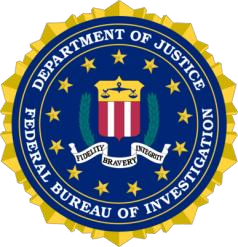 DEPARTMENT OF JUSTICE
FIDELITY
BRAVERY
INTEGRITY
FEDERAL BUREAU OF INVESTIGATION